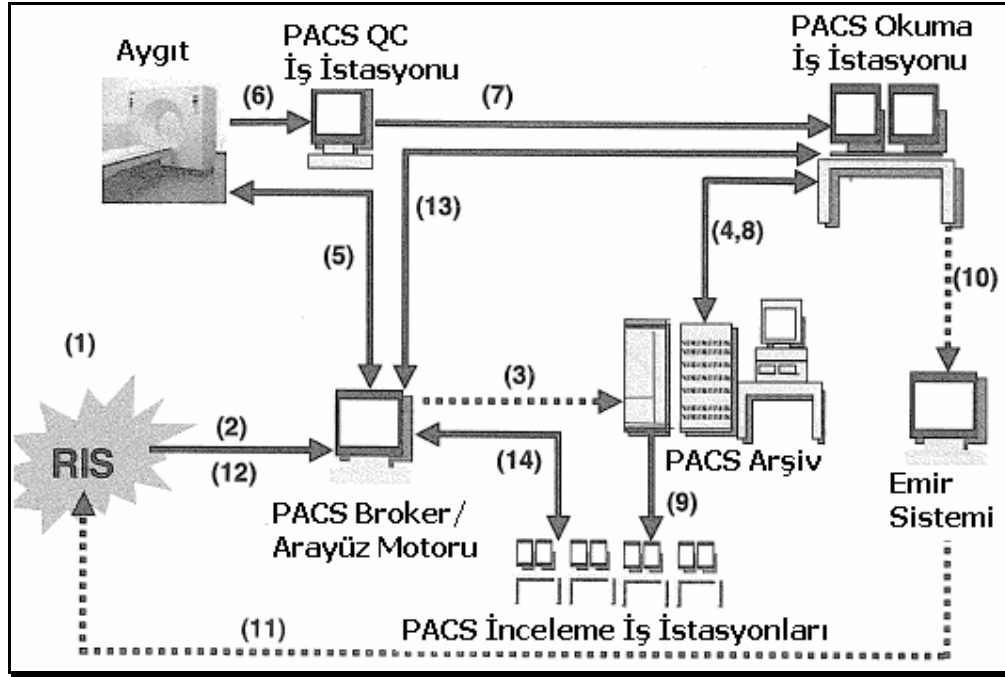 Aygıt
PACS QC
İş İstasyonu
PACS Okuma
İş İstasyonu
(6)
(7)
(13)
(4,8)
(5)
(10)
(1)
(3)
(2)
RIS
(12)
(14)
PACS Arşiv
(9)
Emir
Sistemi
PACS Broker/
Arayüz Motoru
PACS İnceleme İş İstasyonları
(11)